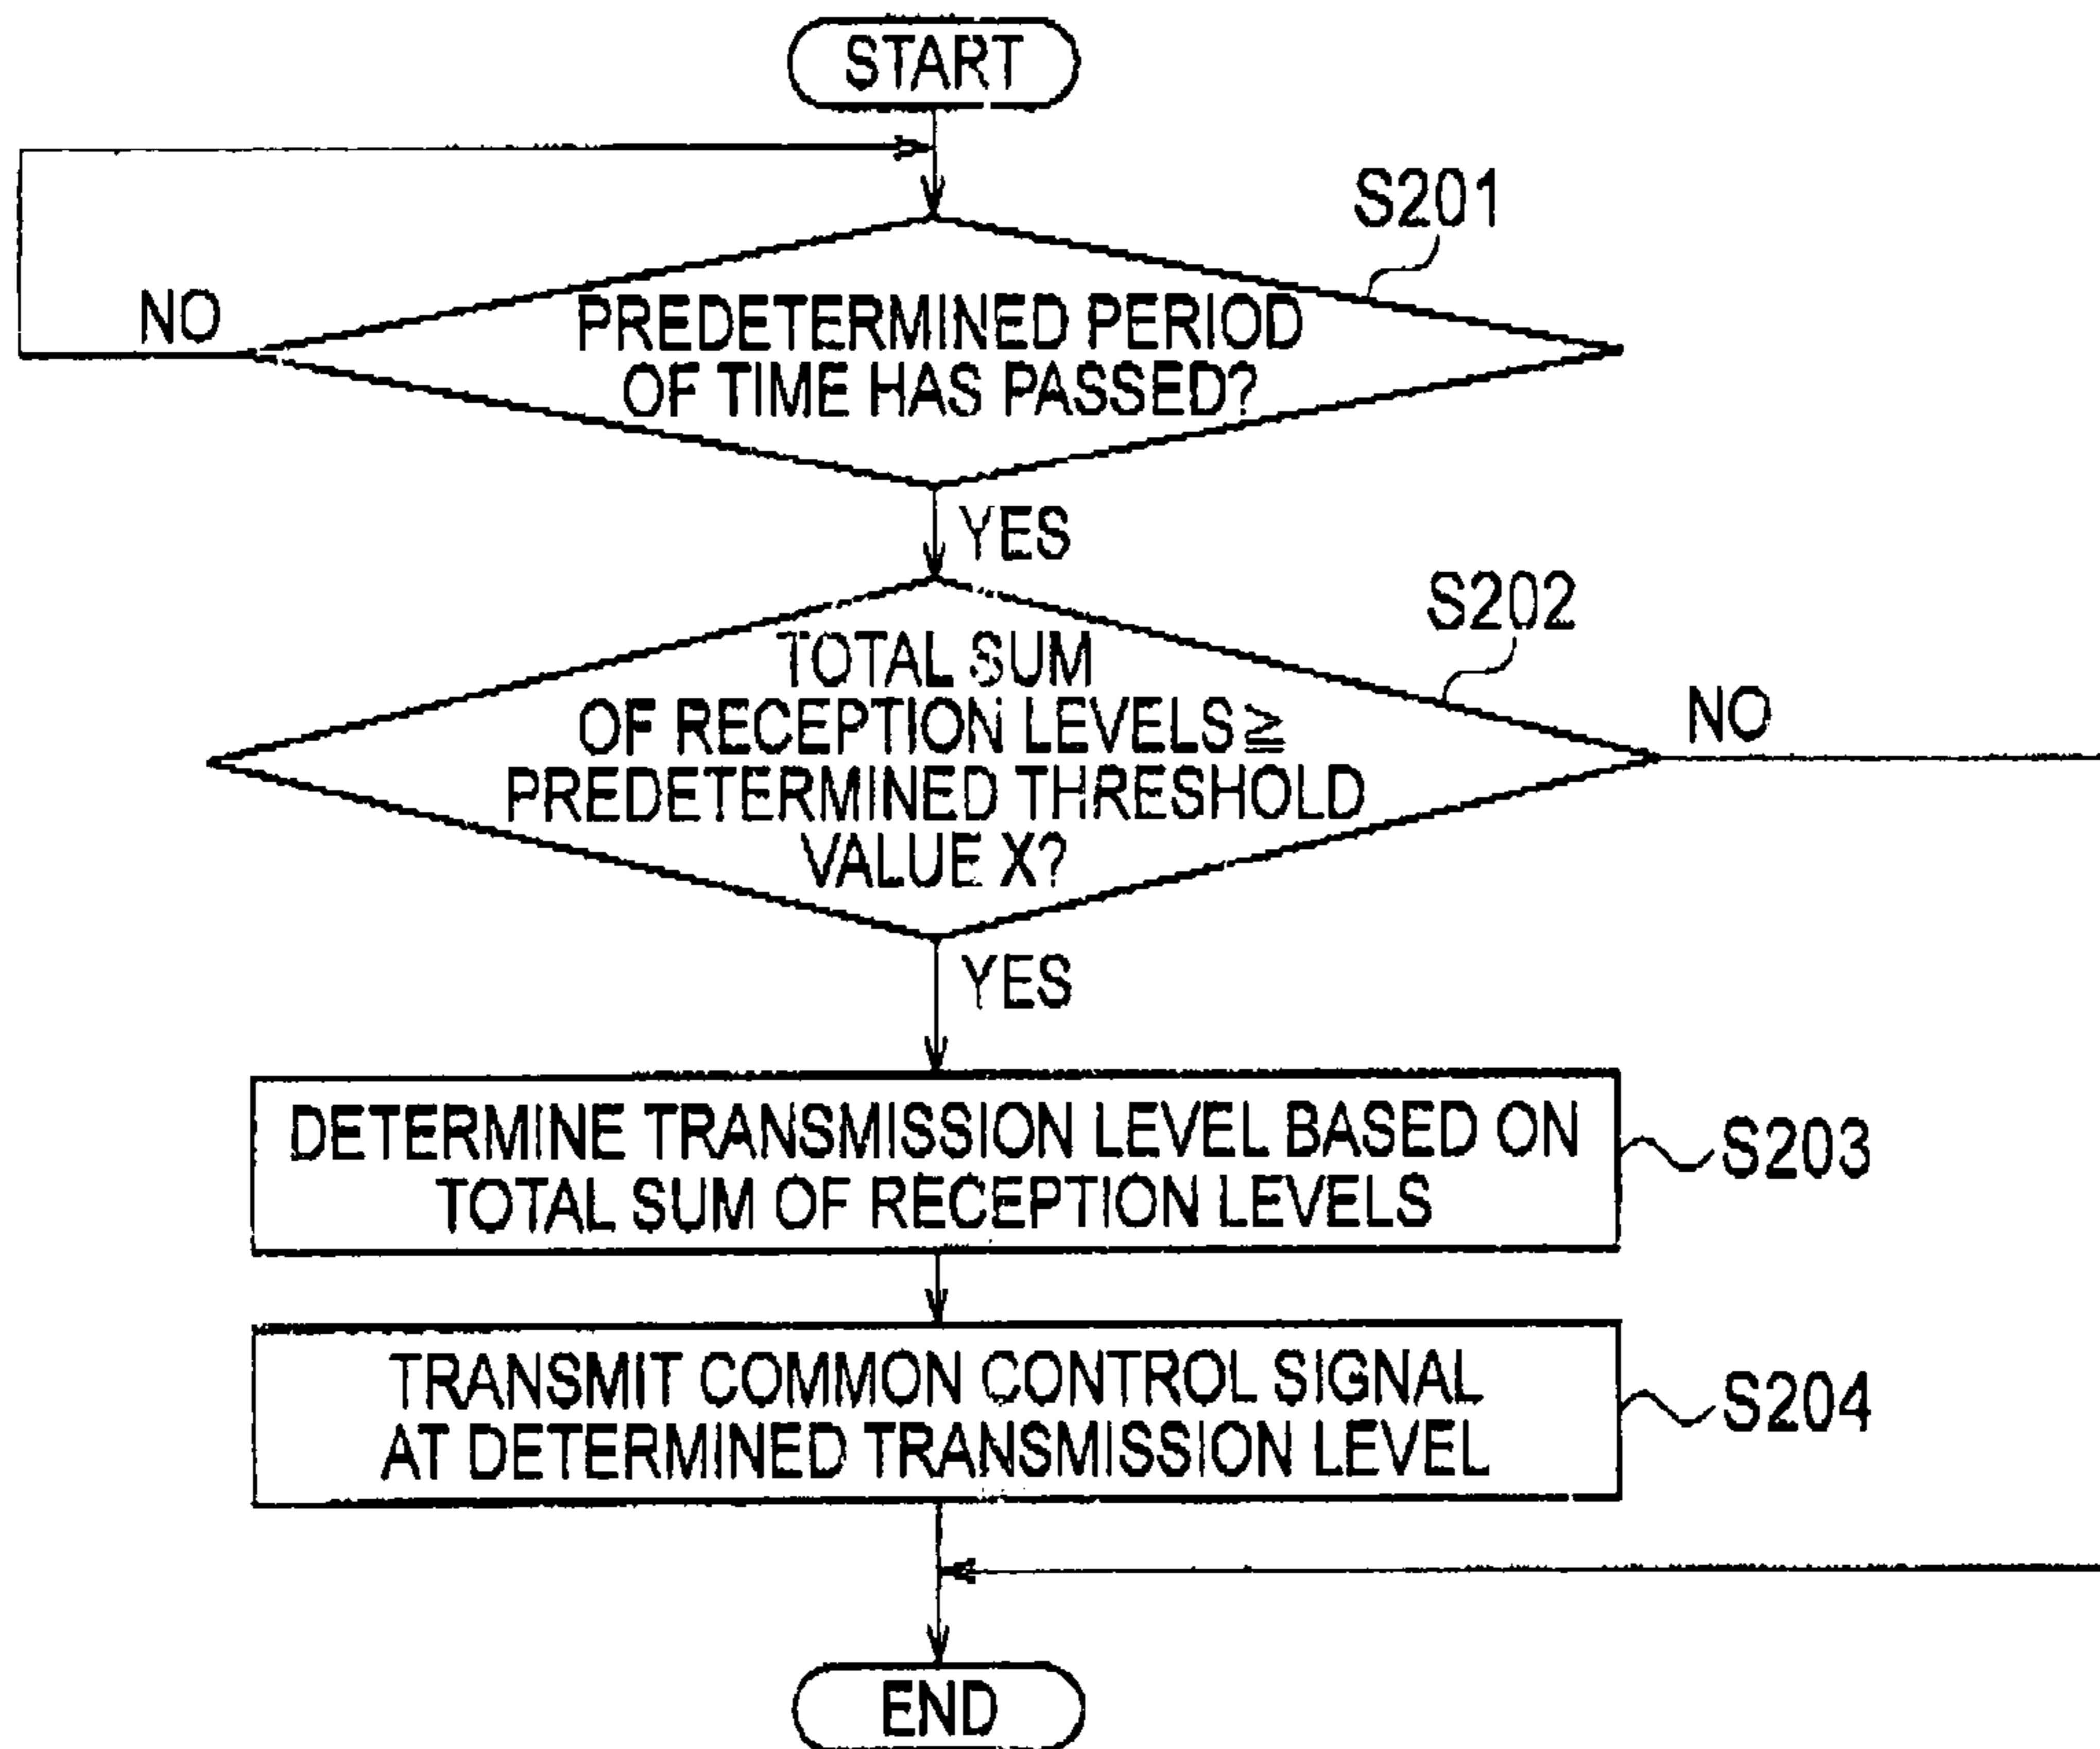 START
S201
NO
PREDETERMINED PERIOD
OF TIME HAS PASSED?
YES
S202
TOTAL SUM
OF RECEPTION LEVELS ≧
PREDETERMINED THRESHOLD
VALUE X?
NO
YES
DETERMINE TRANSMISSION LEVEL BASED ON
TOTAL SUM OF RECEPTION LEVELS
S203
TRANSMIT COMMON CONTROL SIGNAL
AT DETERMINED TRANSMISSION LEVEL
S204
END